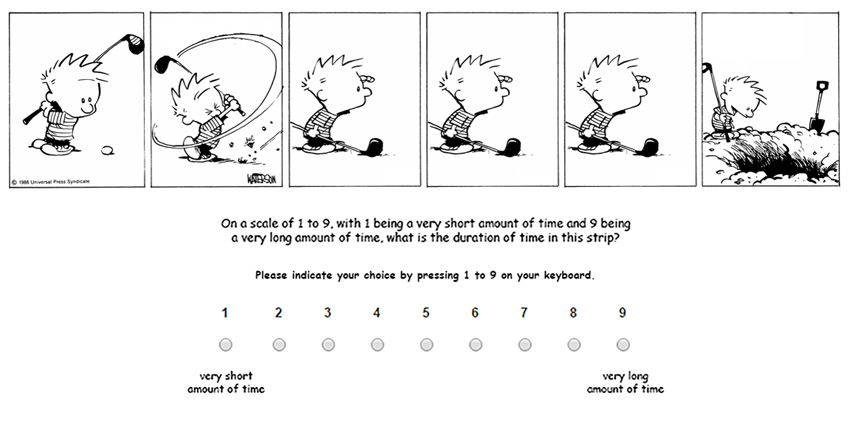 © 1986 Universal Press Syndicate
WATERSON
On a scale of 1 to 9, with 1 being a very short amount of time and 9 being
a very long amount of time, what is the duration of time in this strip?
Please indicate your choice by pressing 1 to 9 on your keyboard.
1 2 3 4 5 6 7 8 9
very short very long
amount of time amount of time